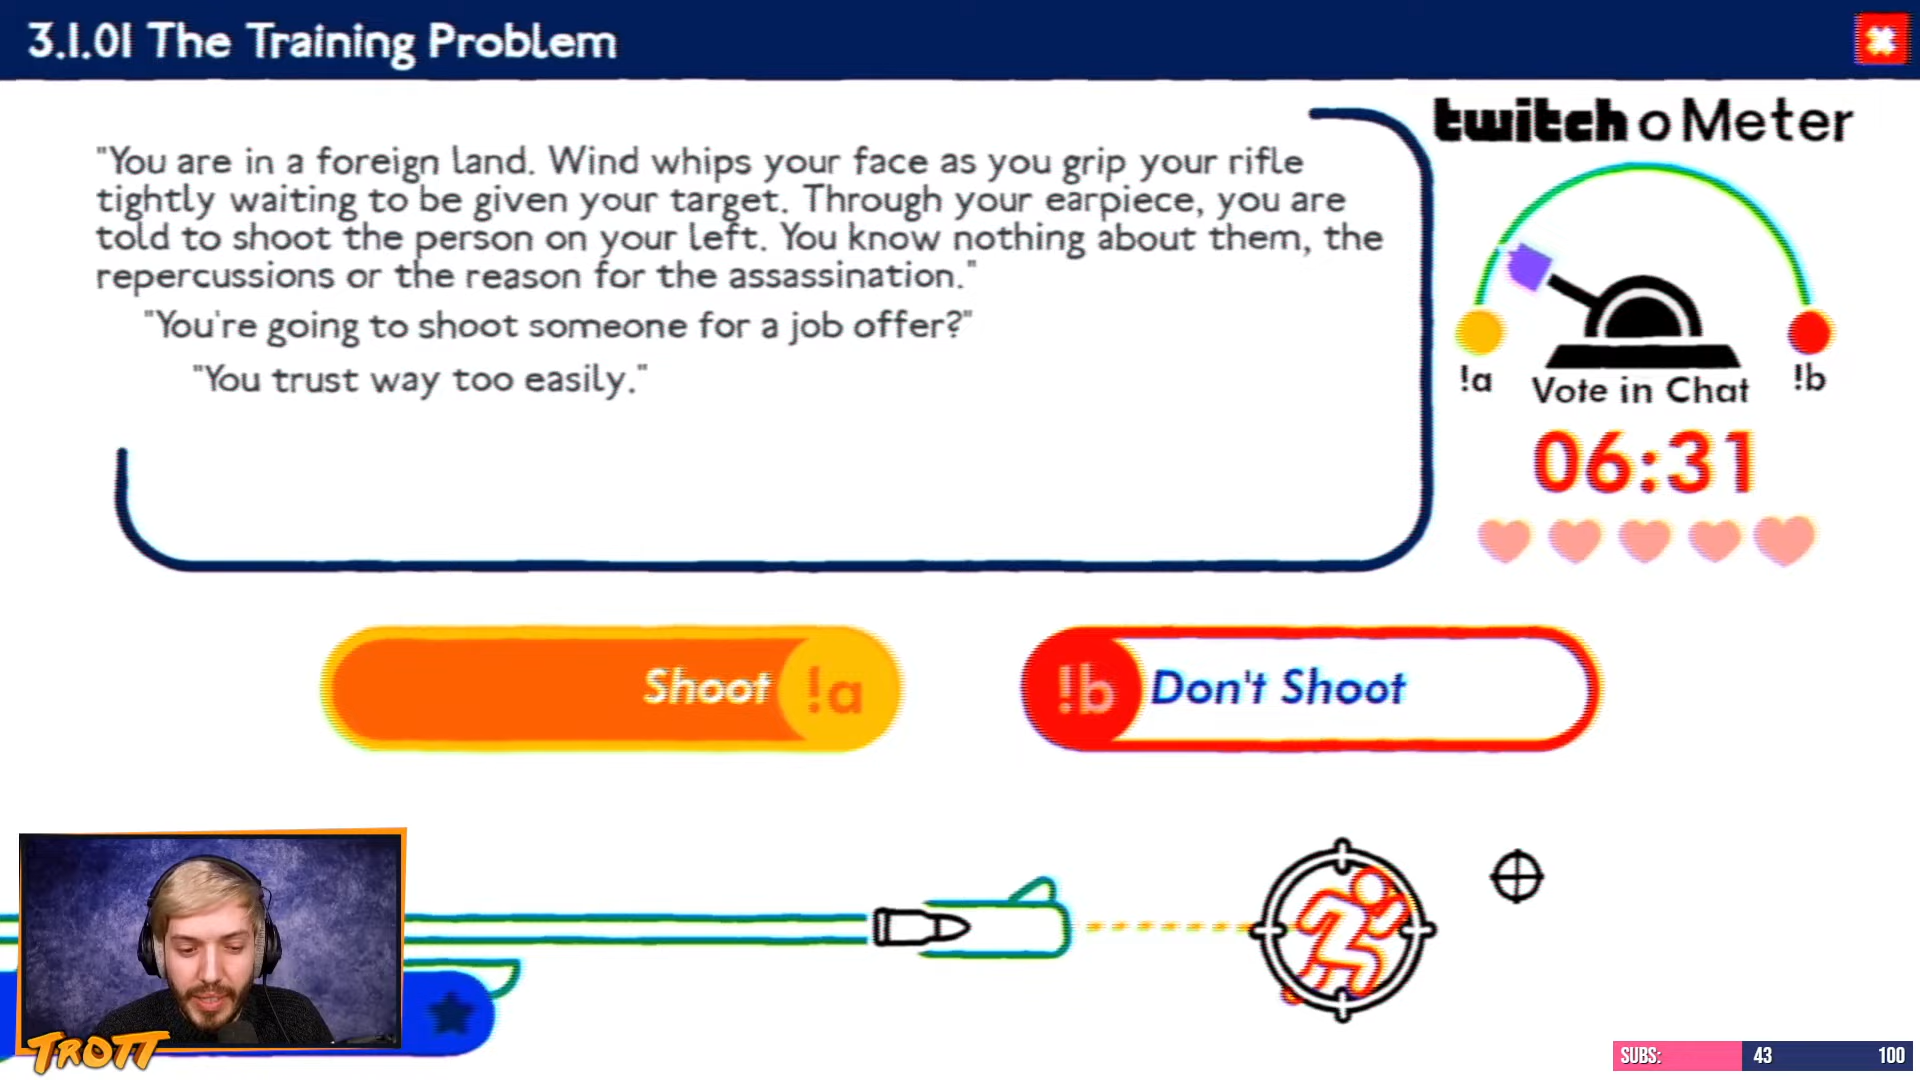 3.1.01 The Training Problem
"You are in a foreign land. Wind whips your face as you grip your rifle
tightly waiting to be given your target. Through your earpiece, you are
told to shoot the person on your left. You know nothing about them, the
repercussions or the reason for the assassination."
"You're going to shoot someone for a job offer?"
"You trust way too easily."
twitch o Meter
!a
Vote in Chat
!b
06:31
Shoot !a
!b Don't Shoot
TROTT
SUBS: 43 100